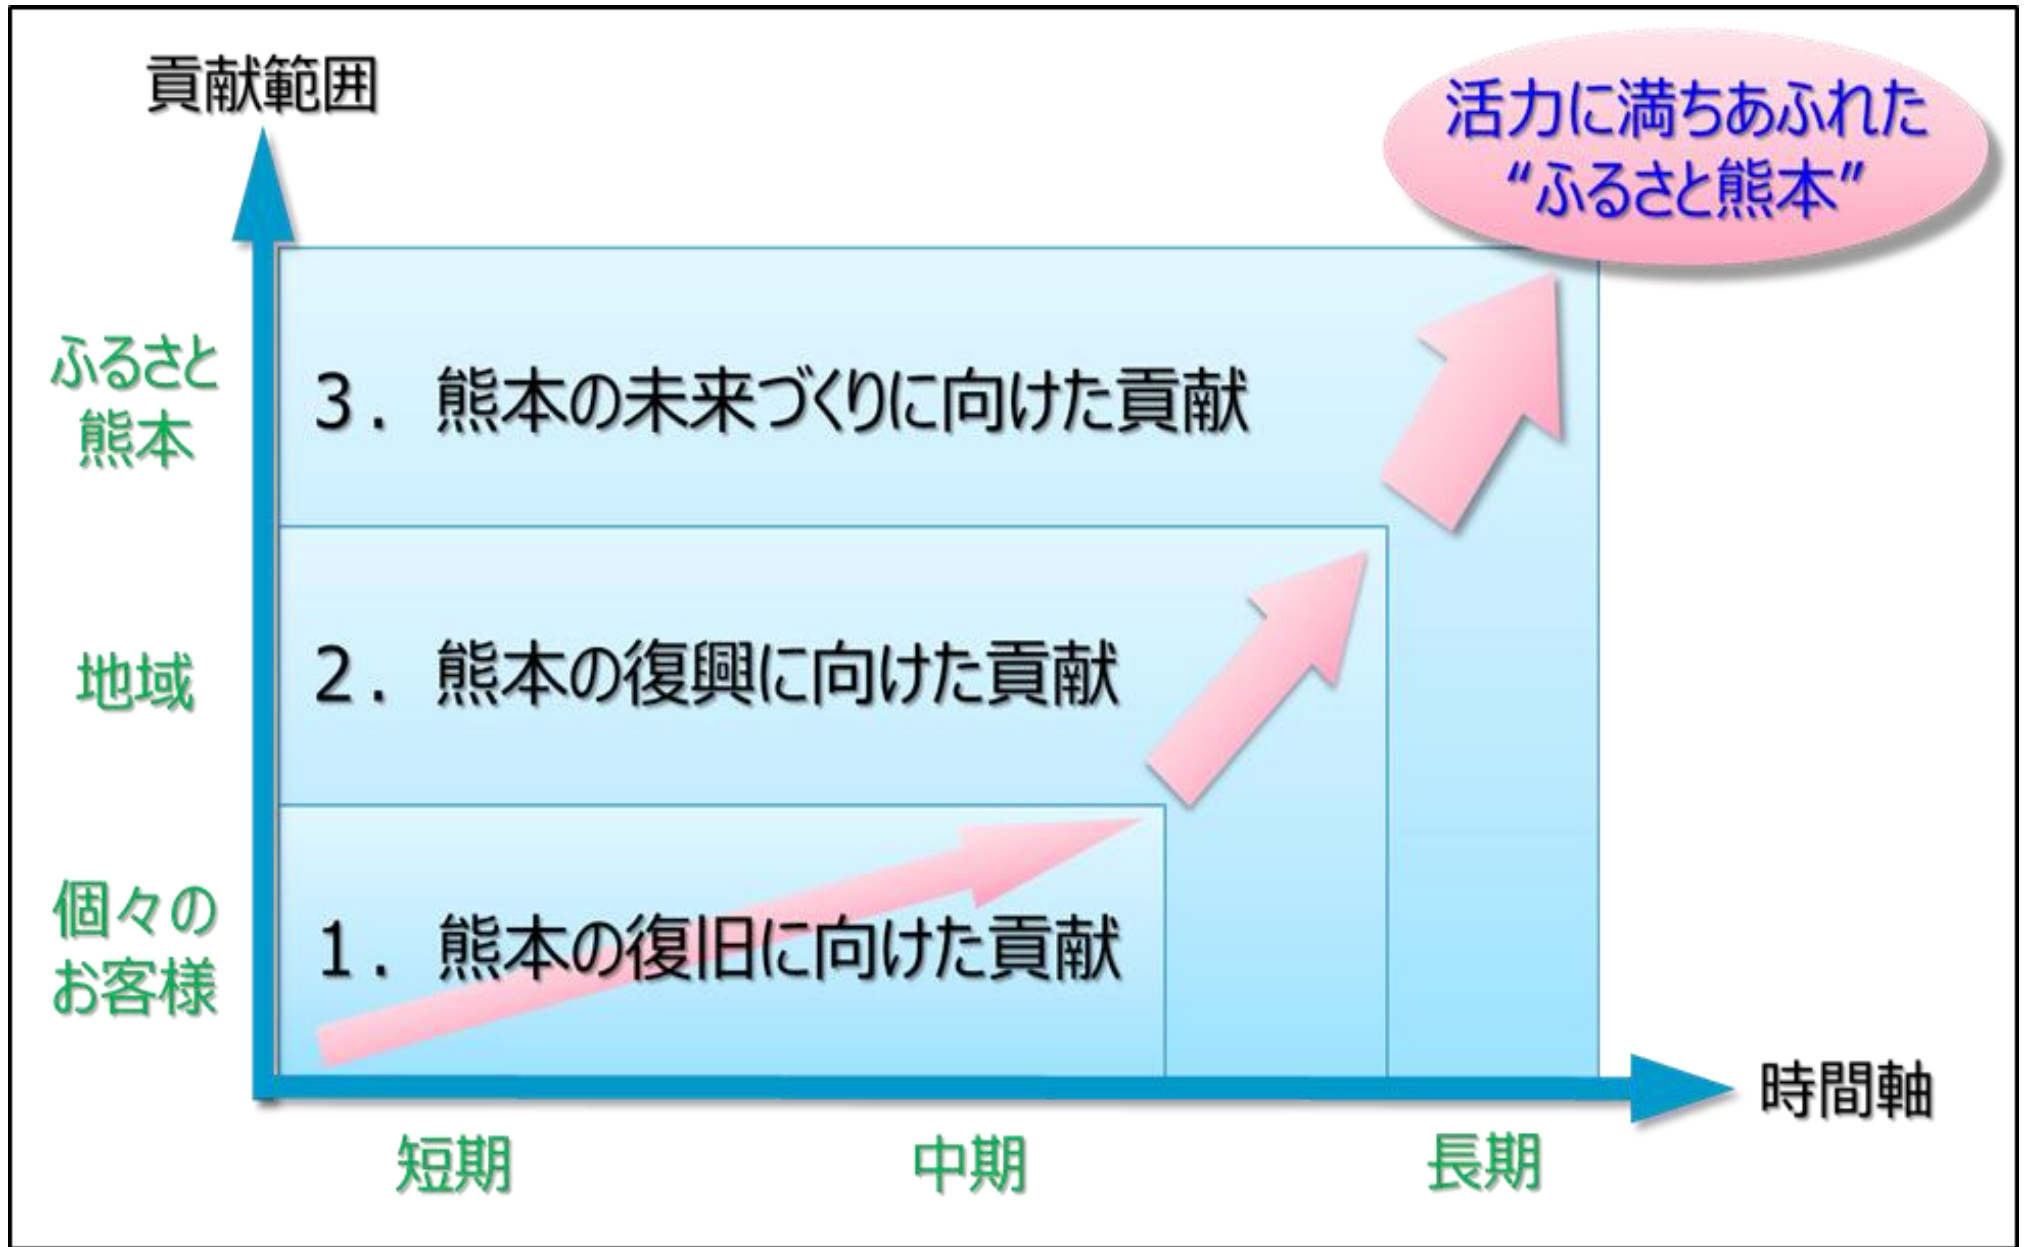 貢献範囲
活力に満ちあふれた
“ふるさと熊本”
ふるさと
熊本
３．熊本の未来づくりに向けた貢献
地域
２．熊本の復興に向けた貢献
個々の
お客様
１．熊本の復旧に向けた貢献
時間軸
短期
中期
長期